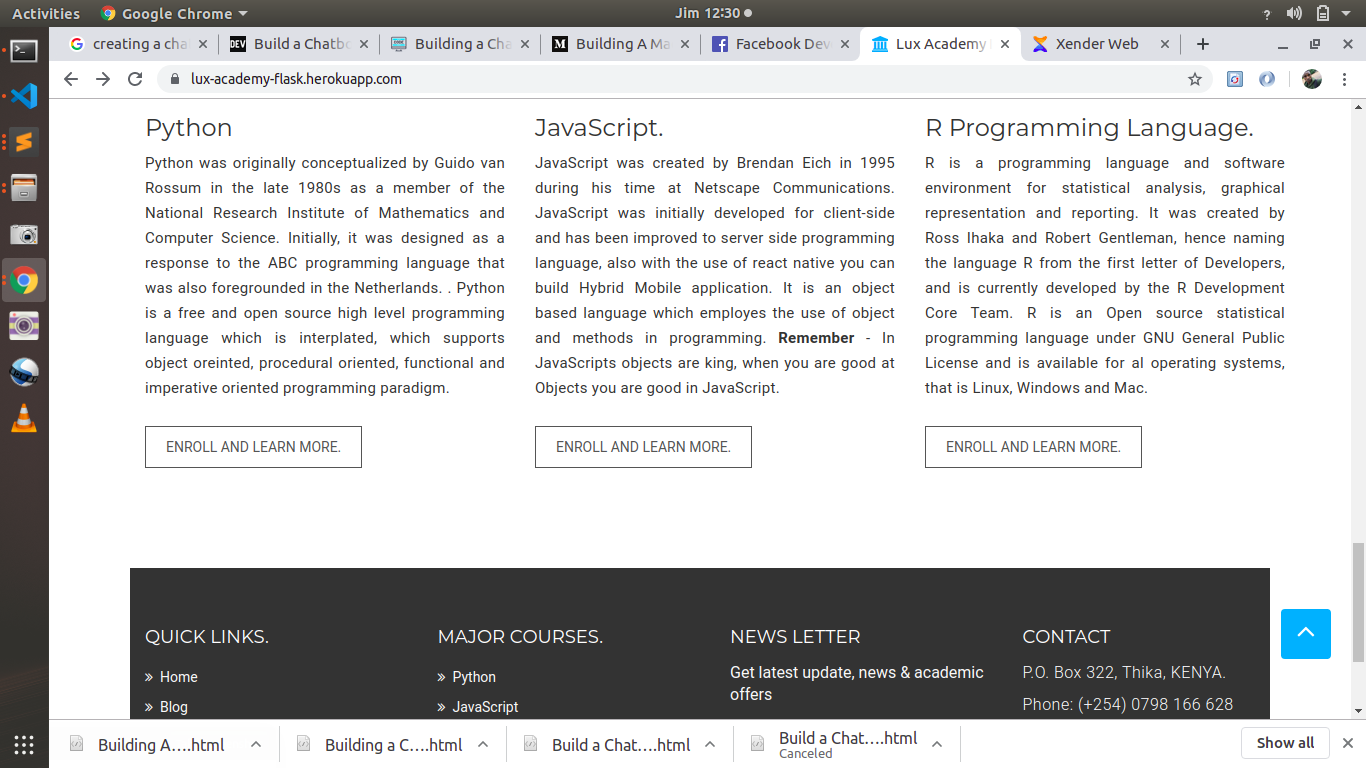 Activities
Google Chrome
Jim 12:30
?
creating a cha
DEV Build a Chatbo
Building a Cha
M Building A Ma
Facebook Dev
Lux Academy
Xender Web
lux-academy-flask.herokuapp.com
Python
Python was originally conceptualized by Guido van
Rossum in the late 1980s as a member of the
National Research Institute of Mathematics and
Computer Science. Initially, it was designed as a
response to the ABC programming language that
was also foregrounded in the Netherlands. . Python
is a free and open source high level programming
language which is interplated, which supports
object oreinted, procedural oriented, functional and
imperative oriented programming paradigm.
ENROLL AND LEARN MORE.
JavaScript.
JavaScript was created by Brendan Eich in 1995
during his time at Netscape Communications.
JavaScript was initially developed for client-side
and has been improved to server side programming
language, also with the use of react native you can
build Hybrid Mobile application. It is an object
based language which employes the use of object
and methods in programming. Remember - In
JavaScripts objects are king, when you are good at
Objects you are good in JavaScript.
ENROLL AND LEARN MORE.
R Programming Language.
R is a programming language and software
environment for statistical analysis, graphical
representation and reporting. It was created by
Ross Ihaka and Robert Gentleman, hence naming
the language R from the first letter of Developers,
and is currently developed by the R Development
Core Team. R is an Open source statistical
programming language under GNU General Public
License and is available for al operating systems,
that is Linux, Windows and Mac.
ENROLL AND LEARN MORE.
QUICK LINKS.
» Home
» Blog
MAJOR COURSES.
» Python
» JavaScript
NEWS LETTER
Get latest update, news & academic
offers
CONTACT
P.O. Box 322, Thika, KENYA.
Phone: (+254) 0798 166 628
Building A....html
Building a C....html
Build a Chat....html
Build a Chat....html
Canceled
Show all